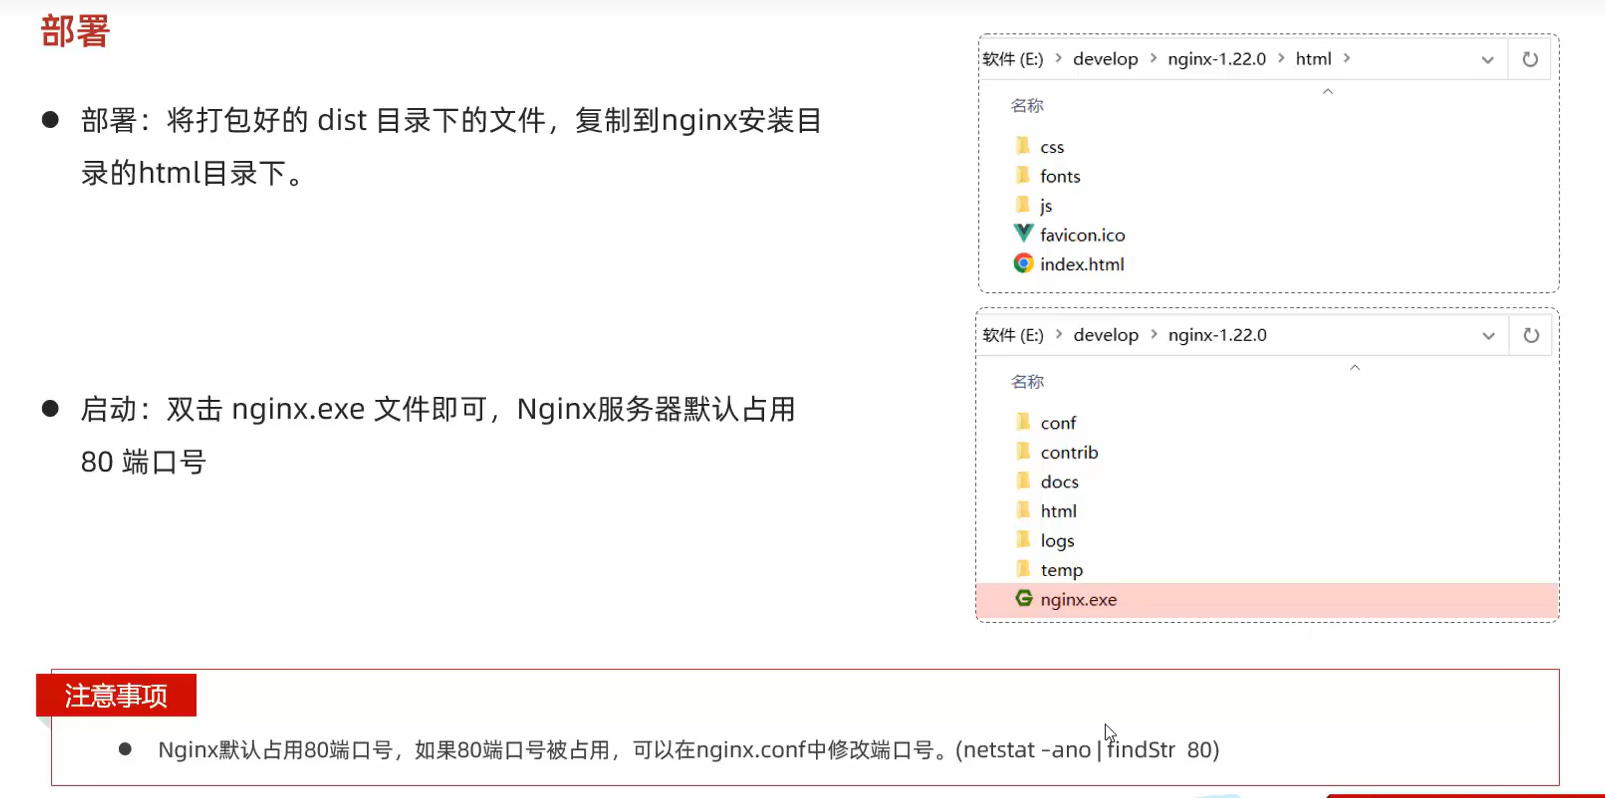 部署
部署：将打包好的 dist 目录下的文件，复制到nginx安装目
录的html目录下。
软件 (E:) > develop > nginx-1.22.0 > html >
名称
css
fonts
js
favicon.ico
index.html
启动：双击 nginx.exe 文件即可，Nginx服务器默认占用
80 端口号
软件 (E:) > develop > nginx-1.22.0
名称
conf
contrib
docs
html
logs
temp
nginx.exe
注意事项
Nginx默认占用80端口号，如果80端口号被占用，可以在nginx.conf中修改端口号。(netstat –ano | findStr 80)